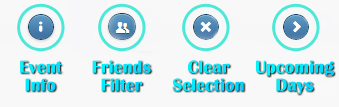 Event Friends Clear Upcoming
Info Filter Selection Days